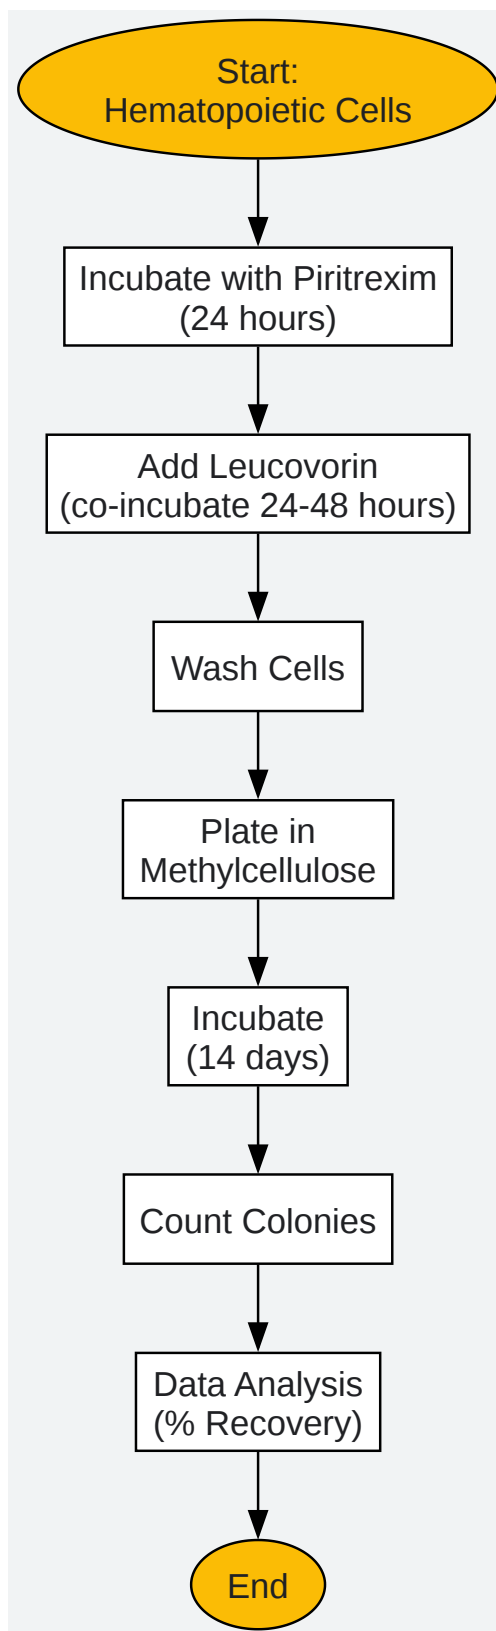 Start:
Hematopoietic Cells
Incubate with Piritrexim
(24 hours)
Add Leucovorin
(co-incubate 24-48 hours)
Wash Cells
Plate in
Methylcellulose
Incubate
(14 days)
Count Colonies
Data Analysis
(% Recovery)
End